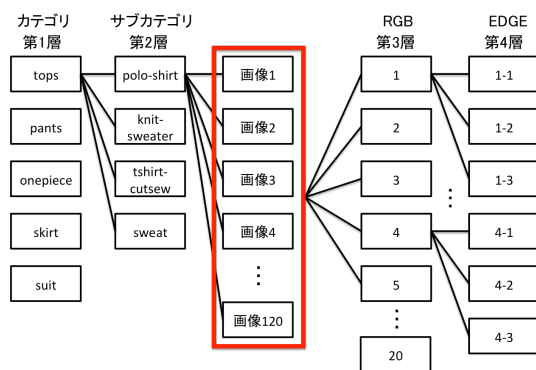 カテゴリ
第1層
サブカテゴリ
第2層
RGB
第3層
EDGE
第4層
tops
polo-shirt
画像1
1
1-1
pants
knit-
sweater
画像2
2
1-2
onepiece
tshirt-
cutsew
画像3
3
1-3
skirt
sweat
画像4
4
4-1
suit
5
4-2
画像120
20
4-3